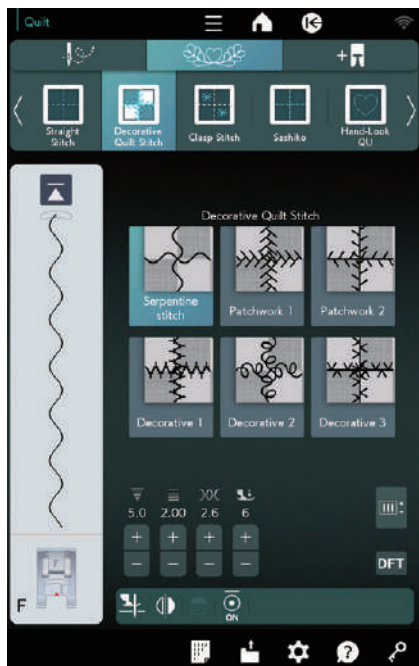 Quilt
Straight
Stitch
Decorative
Quilt Stitch
Clasp Stitch
Sashiko
Hand-Look
QU
Decorative Quilt Stitch
Serpentine
stitch
Patchwork 1
Patchwork 2
Decorative 1
Decorative 2
Decorative 3
5.0 2.00 2.6 6
+ + + +
− − − −
DFT
F
ON